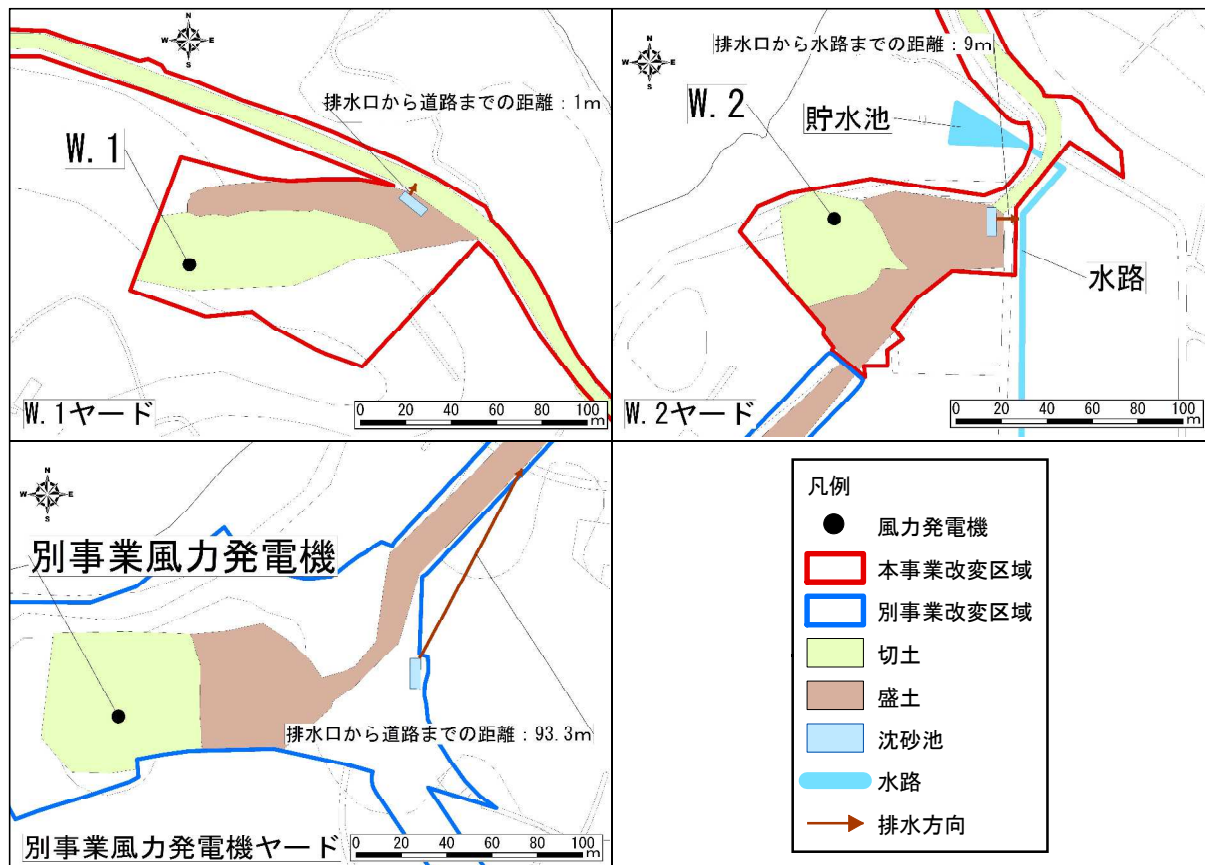 N
W E
S
排水口から道路までの距離：1m
W.1
W.1ヤード
0 20 40 60 80 100
m
N
W E
S
排水口から水路までの距離：9m
W.2
貯水池
水路
W.2ヤード
0 20 40 60 80 100
m
N
W E
S
別事業風力発電機
排水口から道路までの距離：93.3m
別事業風力発電機ヤード
0 20 40 60 80 100
m
凡例
風力発電機
本事業改変区域
別事業改変区域
切土
盛土
沈砂池
水路
排水方向